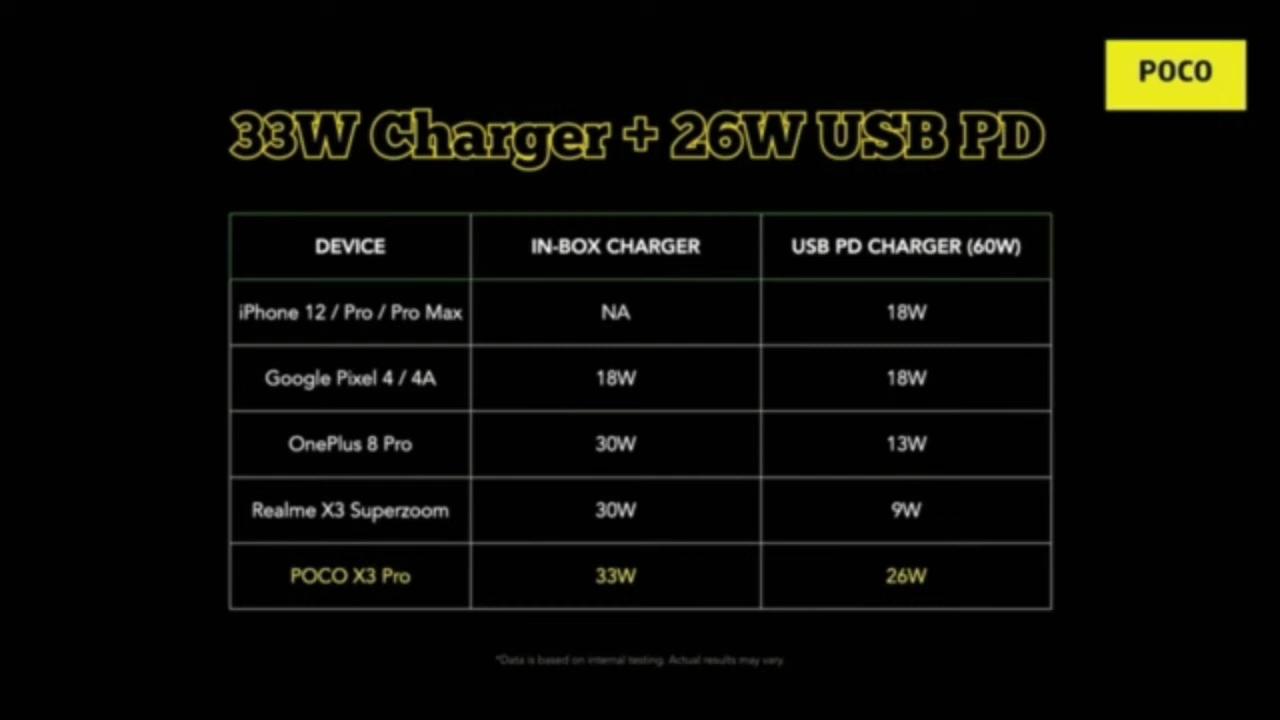 POCO
33W Charger + 26W USB PD
DEVICE IN-BOX CHARGER USB PD CHARGER (60W)
iPhone 12 / Pro / Pro Max NA 18W
Google Pixel 4 / 4A 18W 18W
OnePlus 8 Pro 30W 13W
Realme X3 Superzoom 30W 9W
POCO X3 Pro 33W 26W
*Data is based on internal testing. Actual results may vary.